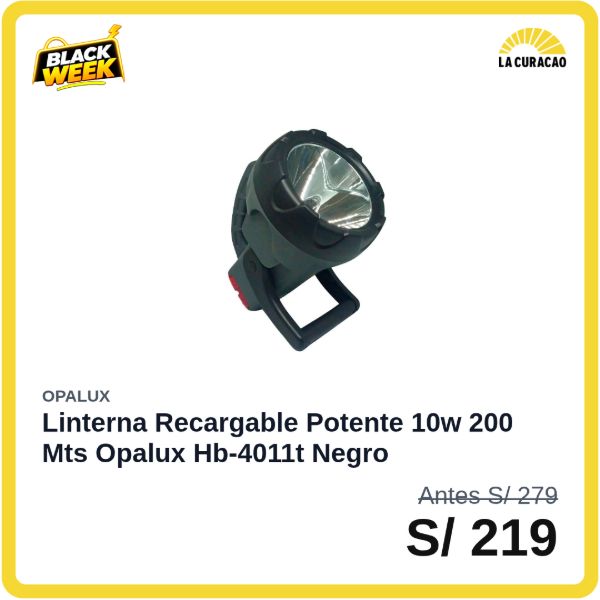 BLACK
WEEK
LA CURACAO
OPALUX
Linterna Recargable Potente 10w 200
Mts Opalux Hb-4011t Negro
Antes S/ 279
S/ 219